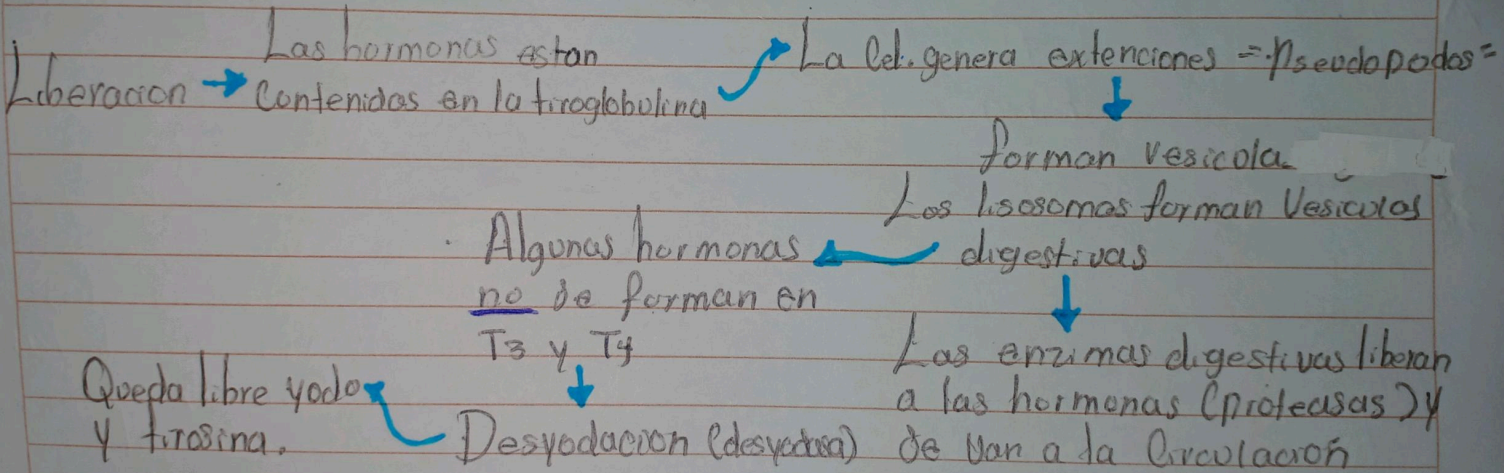 Liberacion → Las hormonas estan
contenidas en la tiroglobulina
La Cel. genera extenciones = pseudopodos =
forman vesicola
Los lisosomas forman Vesiculas
digestivas
Las enzimas digestivas liberan
a las hormonas (proteasas) y
se van a la Circulación
Algunas hormonas
no se forman en
T3 y T4
Desyodacion (desyodasa)
Queda libre yodo
y tirosina.